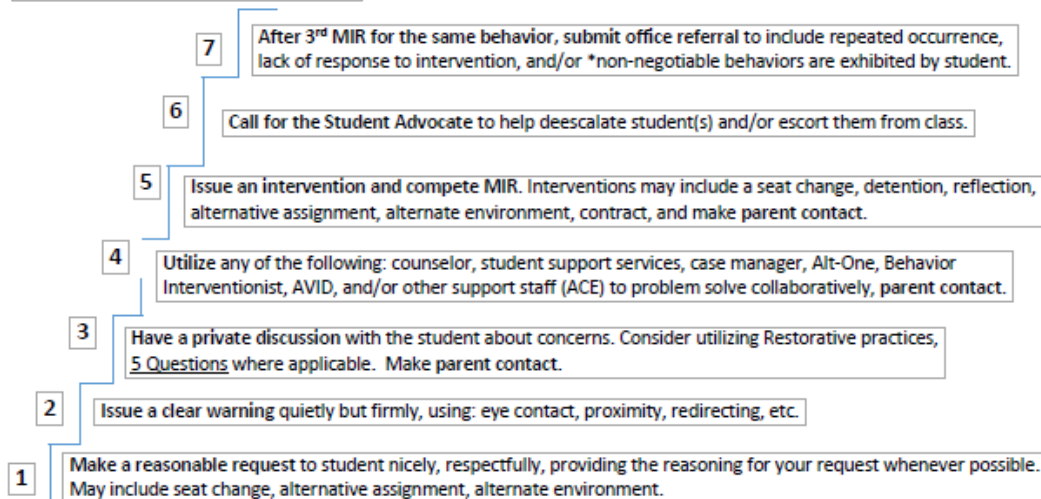 7
After 3rd MIR for the same behavior, submit office referral to include repeated occurrence,
lack of response to intervention, and/or *non-negotiable behaviors are exhibited by student.
6
Call for the Student Advocate to help deescalate student(s) and/or escort them from class.
5
Issue an intervention and compete MIR. Interventions may include a seat change, detention, reflection,
alternative assignment, alternate environment, contract, and make parent contact.
4
Utilize any of the following: counselor, student support services, case manager, Alt-One, Behavior
Interventionist, AVID, and/or other support staff (ACE) to problem solve collaboratively, parent contact.
3
Have a private discussion with the student about concerns. Consider utilizing Restorative practices,
5 Questions where applicable. Make parent contact.
2
Issue a clear warning quietly but firmly, using: eye contact, proximity, redirecting, etc.
1
Make a reasonable request to student nicely, respectfully, providing the reasoning for your request whenever possible.
May include seat change, alternative assignment, alternate environment.